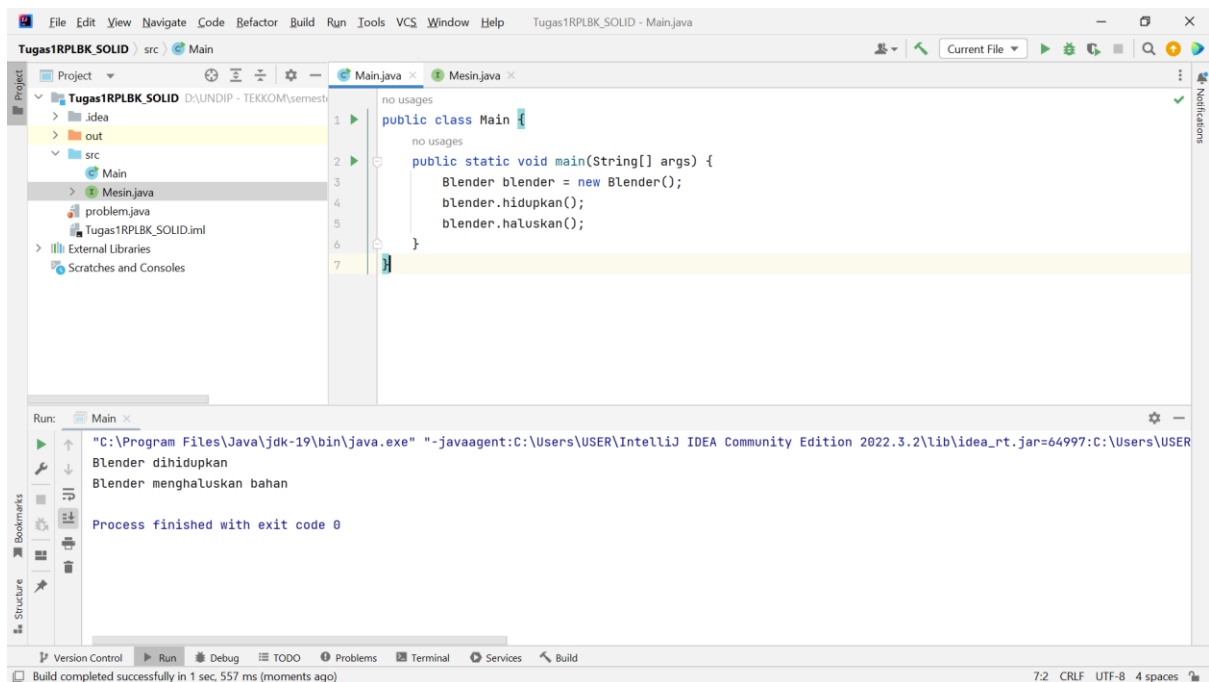 File Edit View Navigate Code Refactor Build Run Tools VCS Window Help Tugas1RPLBK_SOLID - Main.java
Tugas1RPLBK_SOLID src Main
Current File
Project
Project
Main.java
Mesin.java
Notifications
Tugas1RPLBK_SOLID D:\UNDIP - TEKKOM\semest
.idea
out
src
Main
Mesin.java
problem.java
Tugas1RPLBK_SOLID.iml
External Libraries
Scratches and Consoles
no usages
1 public class Main {
no usages
2 public static void main(String[] args) {
3 Blender blender = new Blender();
4 blender.hidupkan();
5 blender.haluskan();
6 }
7 }
Run: Main
"C:\Program Files\Java\jdk-19\bin\java.exe" "-javaagent:C:\Users\USER\IntelliJ IDEA Community Edition 2022.3.2\lib\idea_rt.jar=64997:C:\Users\USER
Blender dihidupkan
Blender menghaluskan bahan
Process finished with exit code 0
Bookmarks
Structure
Version Control Run Debug TODO Problems Terminal Services Build
Build completed successfully in 1 sec, 557 ms (moments ago)
7:2 CRLF UTF-8 4 spaces